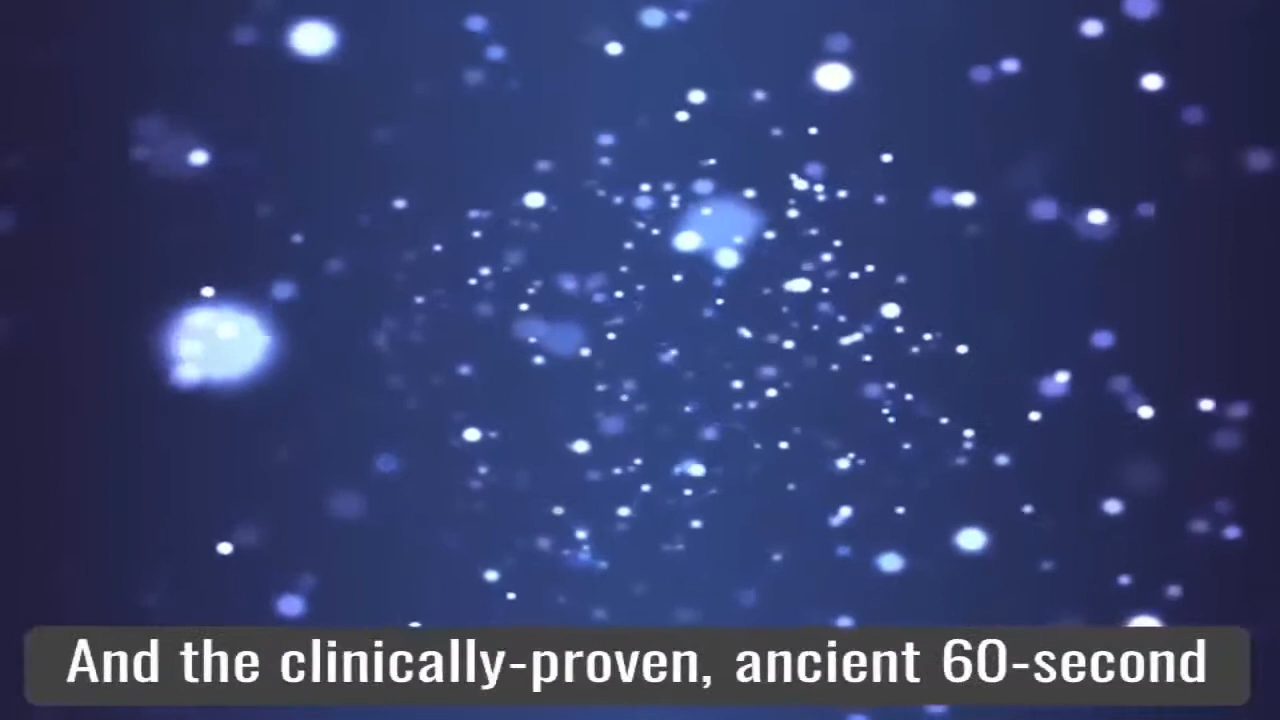 And the clinically-proven, ancient 60-second